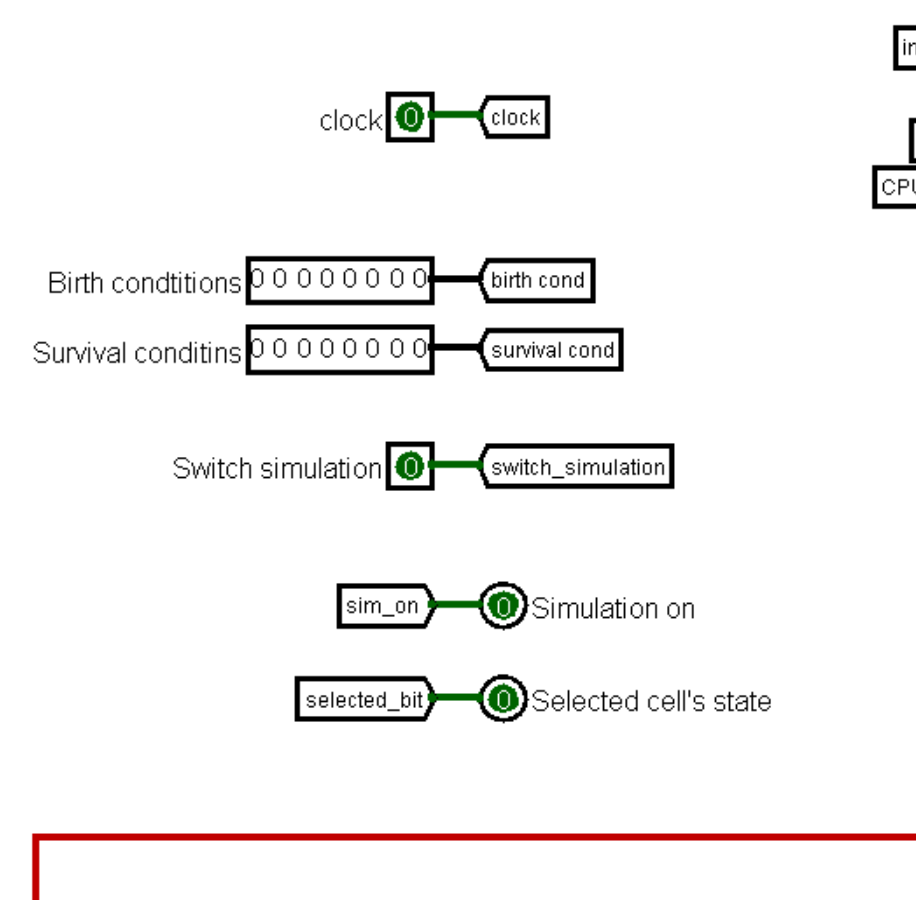 clock 0 clock
Birth condtitions 0 0 0 0 0 0 0 0 birth cond
Survival conditins 0 0 0 0 0 0 0 0 survival cond
Switch simulation 0 switch_simulation
sim_on 0 Simulation on
selected_bit 0 Selected cell's state